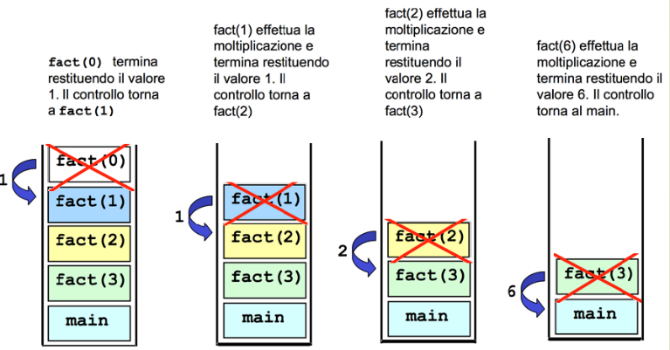 fact(0) termina
restituendo il valore
1. Il controllo torna
a fact(1)
fact(1) effettua la
moltiplicazione e
termina restituendo
il valore 1. Il
controllo torna a
fact(2)
fact(2) effettua la
moltiplicazione e
termina
restituendo il
valore 2. Il
controllo torna a
fact(3)
fact(6) effettua la
moltiplicazione e
termina restituendo il
valore 6. Il controllo
torna al main.
1
fact(0)
fact(1)
fact(2)
fact(3)
main
1
fact(1)
fact(2)
fact(3)
main
2
fact(2)
fact(3)
main
6
fact(3)
main